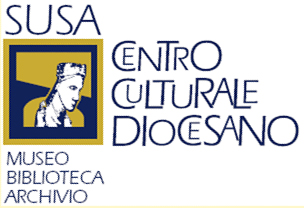 SUSA
CENTRO
CULTURALE
DIOCESANO
MUSEO
BIBLIOTECA
ARCHIVIO